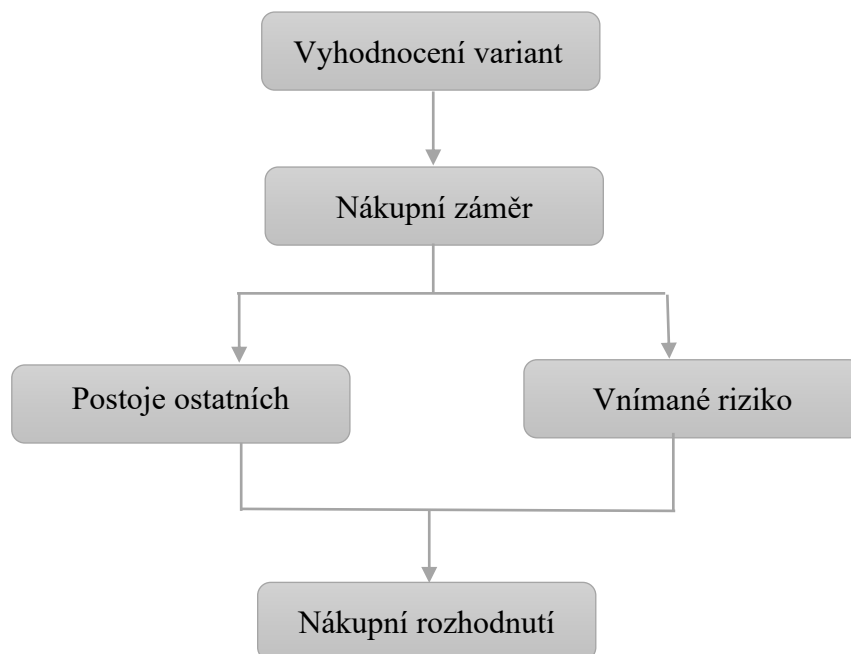 Vyhodnocení variant
Nákupní záměr
Postoje ostatních
Vnímané riziko
Nákupní rozhodnutí